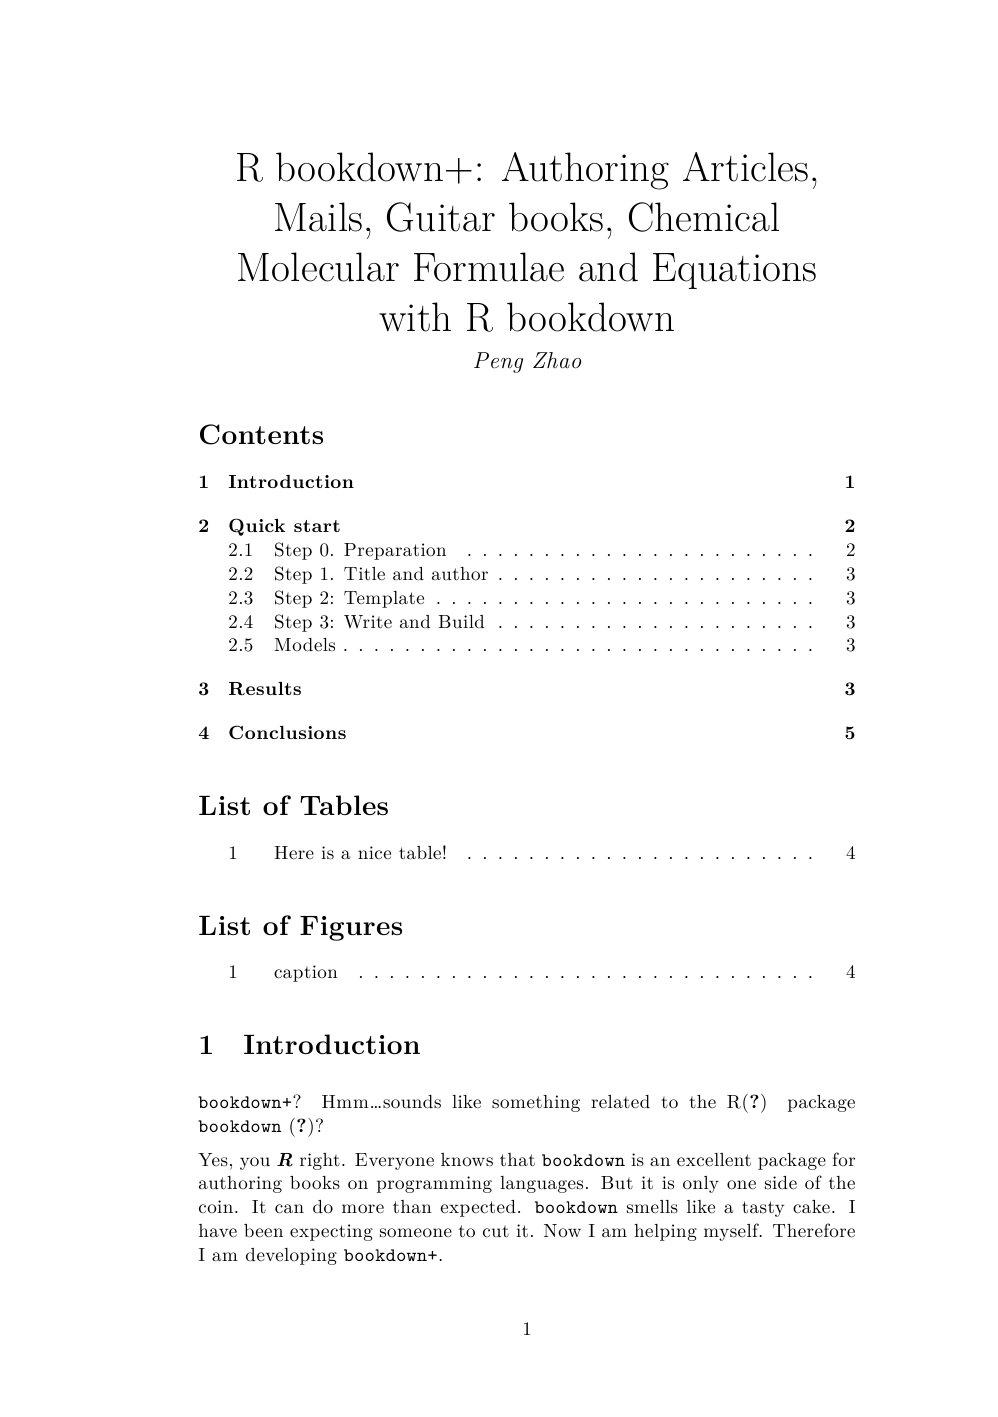 R bookdown+: Authoring Articles,
Mails, Guitar books, Chemical
Molecular Formulae and Equations
with R bookdown
Peng Zhao
Contents
1 Introduction 1
2 Quick start 2
2.1 Step 0. Preparation . . . . . . . . . . . . . . . . . . . . . . . 2
2.2 Step 1. Title and author . . . . . . . . . . . . . . . . . . . . . 3
2.3 Step 2: Template . . . . . . . . . . . . . . . . . . . . . . . . . 3
2.4 Step 3: Write and Build . . . . . . . . . . . . . . . . . . . . . 3
2.5 Models . . . . . . . . . . . . . . . . . . . . . . . . . . . . . . . 3
3 Results 3
4 Conclusions 5
List of Tables
1 Here is a nice table! . . . . . . . . . . . . . . . . . . . . . . . 4
List of Figures
1 caption . . . . . . . . . . . . . . . . . . . . . . . . . . . . . . 4
1 Introduction
bookdown+? Hmm…sounds like something related to the R(?) package
bookdown (?)?
Yes, you R right. Everyone knows that bookdown is an excellent package for
authoring books on programming languages. But it is only one side of the
coin. It can do more than expected. bookdown smells like a tasty cake. I
have been expecting someone to cut it. Now I am helping myself. Therefore
I am developing bookdown+.
1